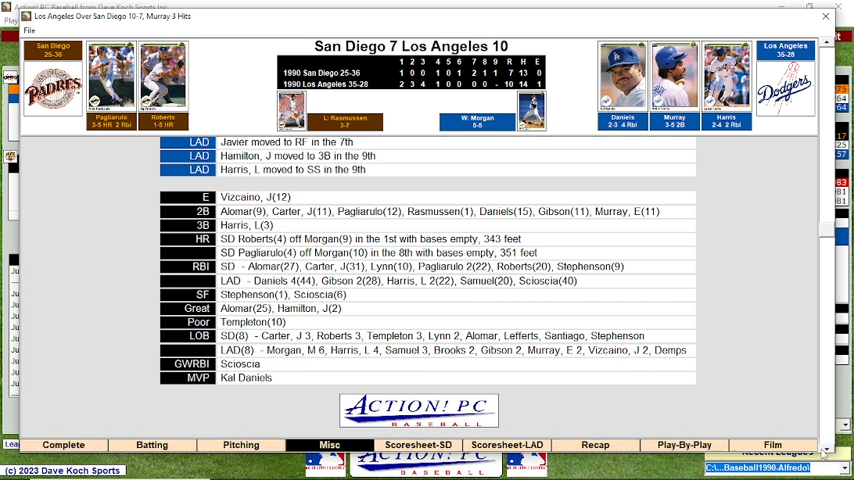 Action! PC Baseball from Dave Koch Sports
Los Angeles Over San Diego 10-7, Murray 3 Hits
File
San Diego
25-36
PADRES
Pagliarulo
3-5 HR 2 Rbi
Roberts
1-5 HR
San Diego 7 Los Angeles 10
1 2 3 4 5 6 7 8 9 R H E
1990 San Diego 25-36 1 0 0 1 0 1 2 1 1 7 13 0
1990 Los Angeles 35-28 2 3 4 1 0 0 0 0 - 10 14 1
L: Rasmussen
3-7
W: Morgan
5-5
Daniels
2-3 4 Rbi
Murray
3-5 2B
Harris
2-4 2 Rbi
Los Angeles
35-28
Dodgers
LAD Javier moved to RF in the 7th
LAD Hamilton, J moved to 3B in the 9th
LAD Harris, L moved to SS in the 9th
E Vizcaino, J(12)
2B Alomar(9), Carter, J(11), Pagliarulo(12), Rasmussen(1), Daniels(15), Gibson(11), Murray, E(11)
3B Harris, L(3)
HR SD Roberts(4) off Morgan(9) in the 1st with bases empty, 343 feet
SD Pagliarulo(4) off Morgan(10) in the 8th with bases empty, 351 feet
RBI SD - Alomar(27), Carter, J(31), Lynn(10), Pagliarulo 2(22), Roberts(20), Stephenson(9)
LAD - Daniels 4(44), Gibson 2(28), Harris, L 2(22), Samuel(20), Scioscia(40)
SF Stephenson(1), Scioscia(6)
Great Alomar(25), Hamilton, J(2)
Poor Templeton(10)
LOB SD(8) - Carter, J 3, Roberts 3, Templeton 3, Lynn 2, Alomar, Lefferts, Santiago, Stephenson
LAD(8) - Morgan, M 6, Harris, L 4, Samuel 3, Brooks 2, Gibson 2, Murray, E 2, Vizcaino, J 2, Demps
GWRBI Scioscia
MVP Kal Daniels
ACTION! PC
BASEBALL
Complete Batting Pitching Misc Scoresheet-SD Scoresheet-LAD Recap Play-By-Play Film
(c) 2023 Dave Koch Sports
BASEBALL
Recent Leagues
C:\...Baseball1990-Alfredo\